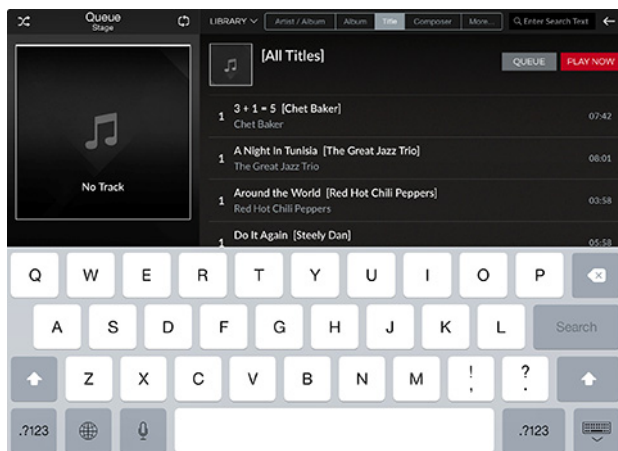 Queue
Stage
LIBRARY Artist / Album Album Title Composer More... Enter Search Text
[All Titles]
QUEUE PLAY NOW
No Track
1 3 + 1 = 5 [Chet Baker] 07:42
Chet Baker
1 A Night In Tunisia [The Great Jazz Trio] 08:01
The Great Jazz Trio
1 Around the World [Red Hot Chili Peppers] 03:58
Red Hot Chili Peppers
1 Do It Again [Steely Dan] 05:58
Q W E R T Y U I O P
A S D F G H J K L Search
Z X C V B N M ! , ? .
.?123 .?123